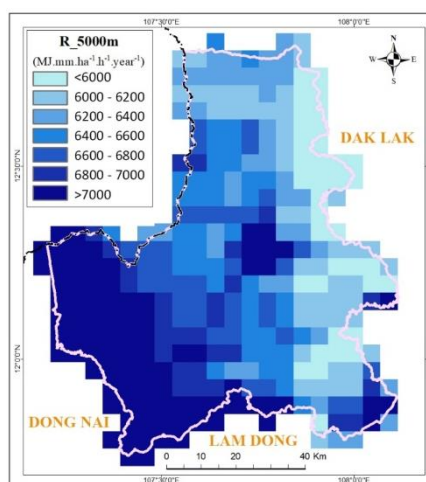 107°30'0"E 108°0'0"E
R_5000m
(MJ.mm.ha⁻¹.h⁻¹.year⁻¹)
<6000
6000 - 6200
6200 - 6400
6400 - 6600
6600 - 6800
6800 - 7000
>7000
N
W E
S
DAK LAK
12°30'0"N
12°0'0"N
DONG NAI
LAM DONG
0 10 20 40 Km
107°30'0"E 108°0'0"E